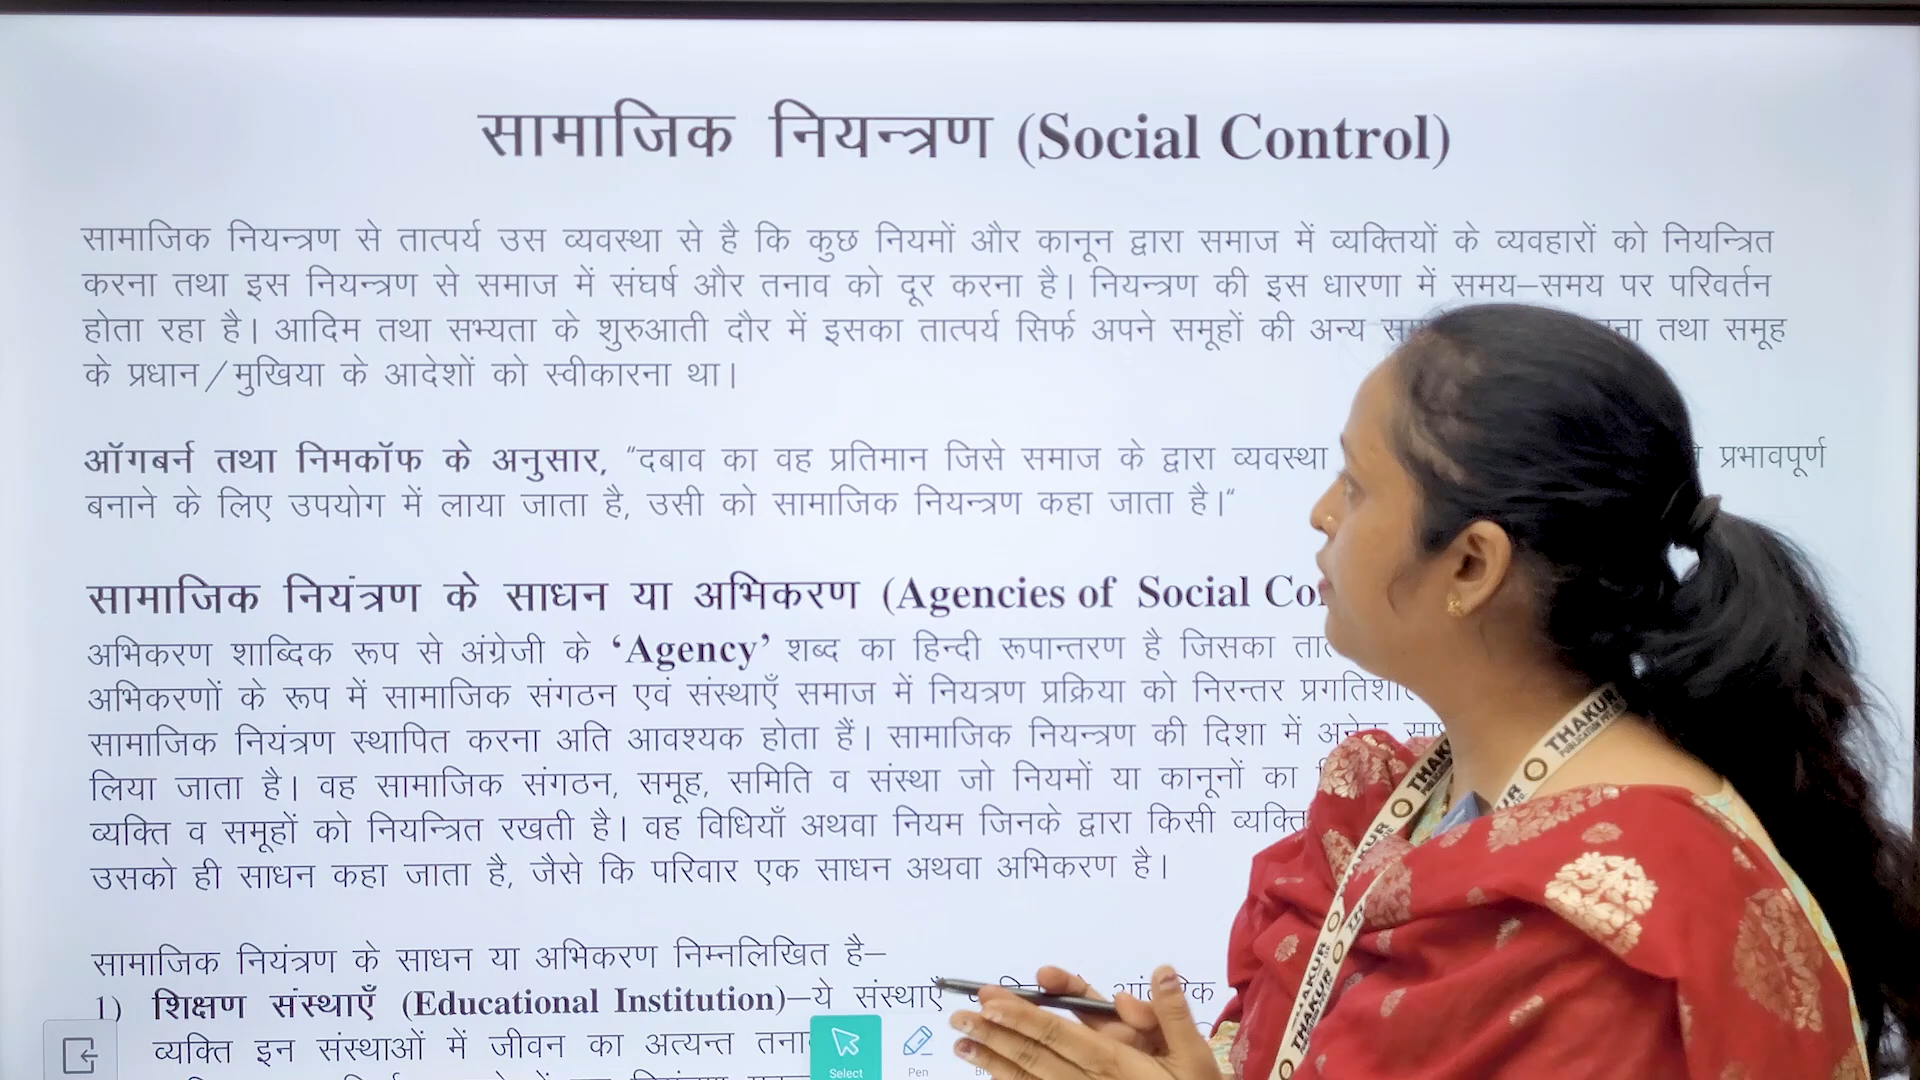 सामाजिक नियन्त्रण (Social Control)
सामाजिक नियन्त्रण से तात्पर्य उस व्यवस्था से है कि कुछ नियमों और कानून द्वारा समाज में व्यक्तियों के व्यवहारों को नियन्त्रित
करना तथा इस नियन्त्रण से समाज में संघर्ष और तनाव को दूर करना है। नियन्त्रण की इस धारणा में समय–समय पर परिवर्तन
होता रहा है। आदिम तथा सभ्यता के शुरुआती दौर में इसका तात्पर्य सिर्फ अपने समूहों की अन्य तथा समूह
के प्रधान/मुखिया के आदेशों को स्वीकारना था।
ऑगबर्न तथा निमकॉफ के अनुसार, "दबाव का वह प्रतिमान जिसे समाज के द्वारा व्यवस्था प्रभावपूर्ण
बनाने के लिए उपयोग में लाया जाता है, उसी को सामाजिक नियन्त्रण कहा जाता है।"
सामाजिक नियंत्रण के साधन या अभिकरण (Agencies of Social
अभिकरण शाब्दिक रूप से अंग्रेजी के ‘Agency’ शब्द का हिन्दी रूपान्तरण है जिसका
अभिकरणों के रूप में सामाजिक संगठन एवं संस्थाएँ समाज में नियत्रण प्रक्रिया को निरन्तर
सामाजिक नियंत्रण स्थापित करना अति आवश्यक होता हैं। सामाजिक नियन्त्रण की दिशा में अनेक
लिया जाता है। वह सामाजिक संगठन, समूह, समिति व संस्था जो नियमों या कानूनों का
व्यक्ति व समूहों को नियन्त्रित रखती है। वह विधियाँ अथवा नियम जिनके द्वारा किसी व्यक्ति
उसको ही साधन कहा जाता है, जैसे कि परिवार एक साधन अथवा अभिकरण है।
सामाजिक नियंत्रण के साधन या अभिकरण निम्नलिखित है–
1) शिक्षण संस्थाएँ (Educational Institution)–ये संस्थाएँ
व्यक्ति इन संस्थाओं में जीवन का अत्यन्त
Select
Pen
THAKUR
PUBLICATION
THAKUR
THAKUR
THAKUR